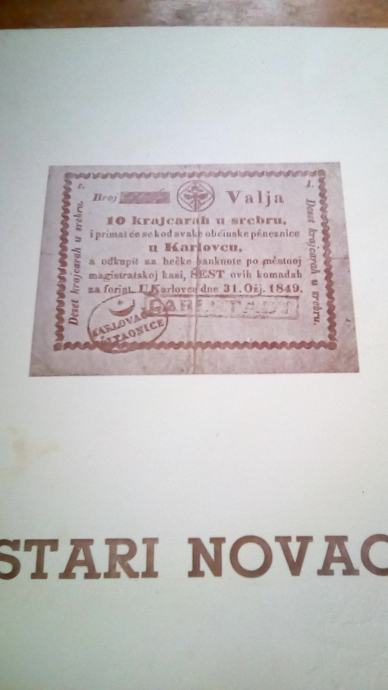 Broj
Valja
10 krajcarah u srebru,
i primat će se kod svake občinske pěneznice
u Karlovcu,
a odkupit za bečke banknote po městnoj
magistratskoj kasi, ŠEST ovih komadah
za forint. U Karlovcu dne 31. Ožj. 1849.
Deset krajcarah u srebru.
Deset krajcarah u srebru.
KARLOVAC
ČITAONICE
STARI NOVAC